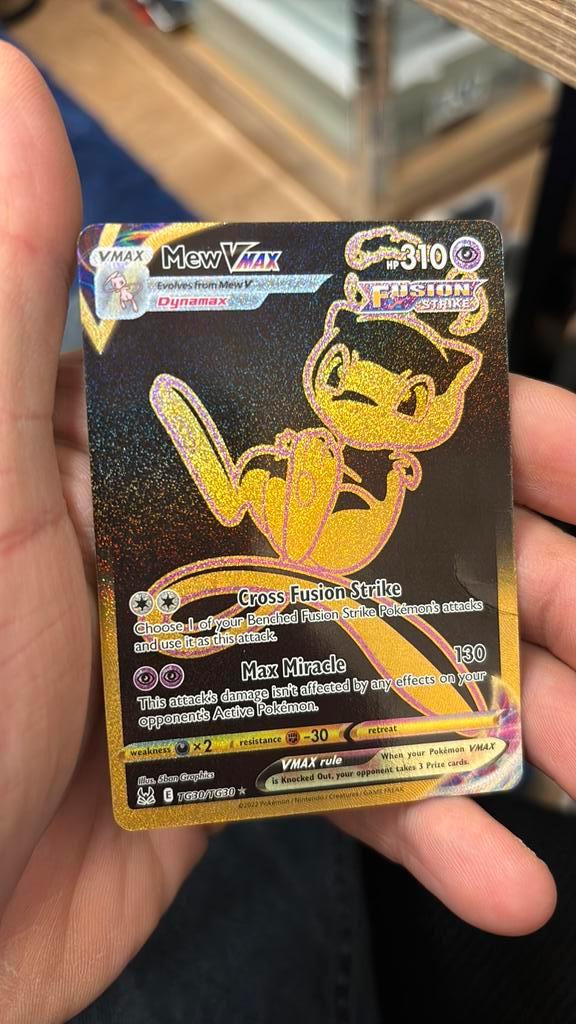 VMAX Mew VMAX HP 310
Evolves from Mew V
Dynamax
FUSION
STRIKE
Cross Fusion Strike
Choose 1 of your Benched Fusion Strike Pokémon's attacks
and use it as this attack.
Max Miracle 130
This attack's damage isn't affected by any effects on your
opponent's Active Pokémon.
weakness ×2 resistance -30 retreat
VMAX rule When your Pokémon VMAX
is Knocked Out, your opponent takes 3 Prize cards.
Illus. 5ban Graphics
E TG30/TG30 ★
©2022 Pokémon / Nintendo / Creatures / GAME FREAK